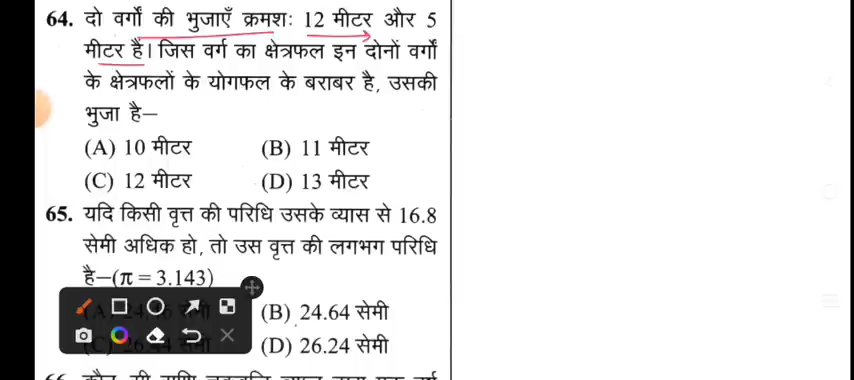 64. दो वर्गों की भुजाएँ क्रमशः 12 मीटर और 5
मीटर हैं। जिस वर्ग का क्षेत्रफल इन दोनों वर्गों
के क्षेत्रफलों के योगफल के बराबर है, उसकी
भुजा है—
(A) 10 मीटर (B) 11 मीटर
(C) 12 मीटर (D) 13 मीटर
65. यदि किसी वृत्त की परिधि उसके व्यास से 16.8
सेमी अधिक हो, तो उस वृत्त की लगभग परिधि
है—(π = 3.143)
(B) 24.64 सेमी
(D) 26.24 सेमी